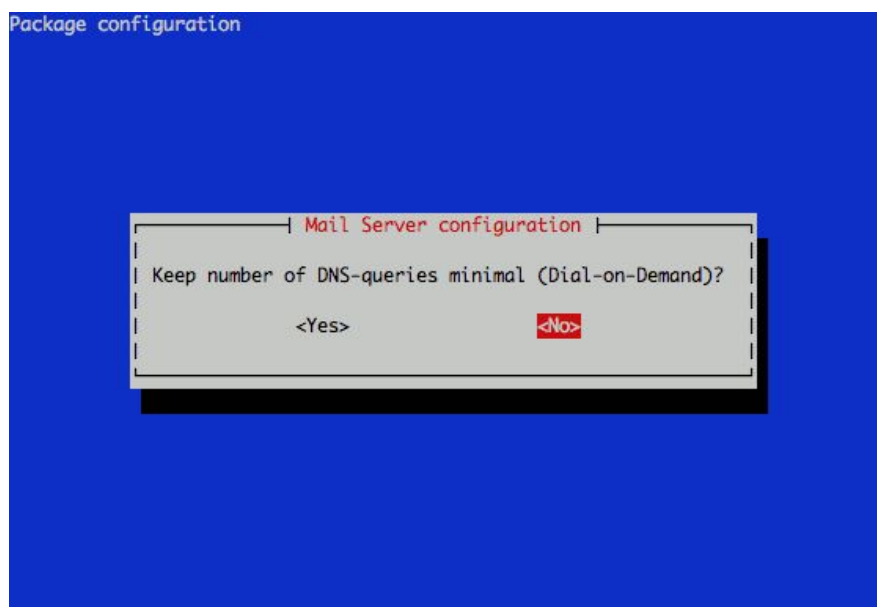 Package configuration
Mail Server configuration
Keep number of DNS-queries minimal (Dial-on-Demand)?
<Yes> <No>